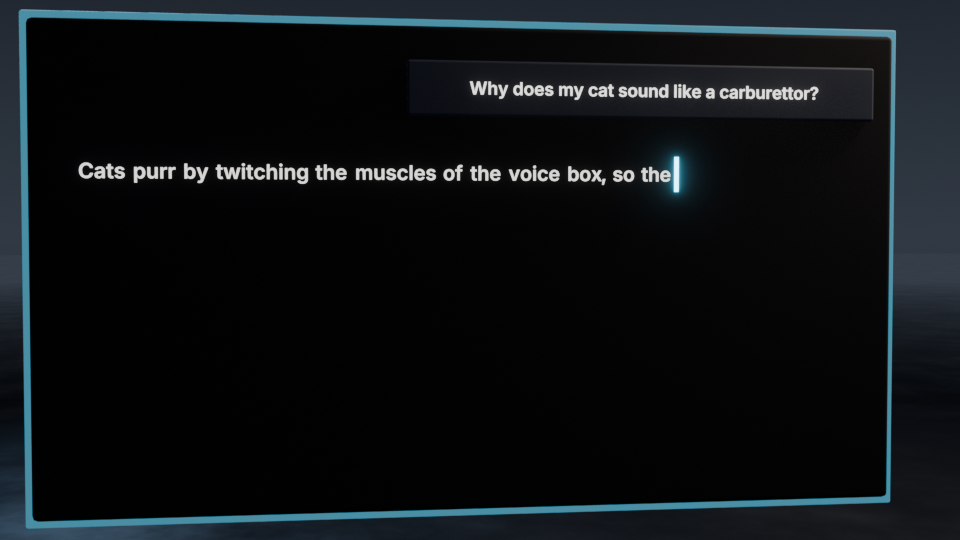 Why does my cat sound like a carburettor?
Cats purr by twitching the muscles of the voice box, so the